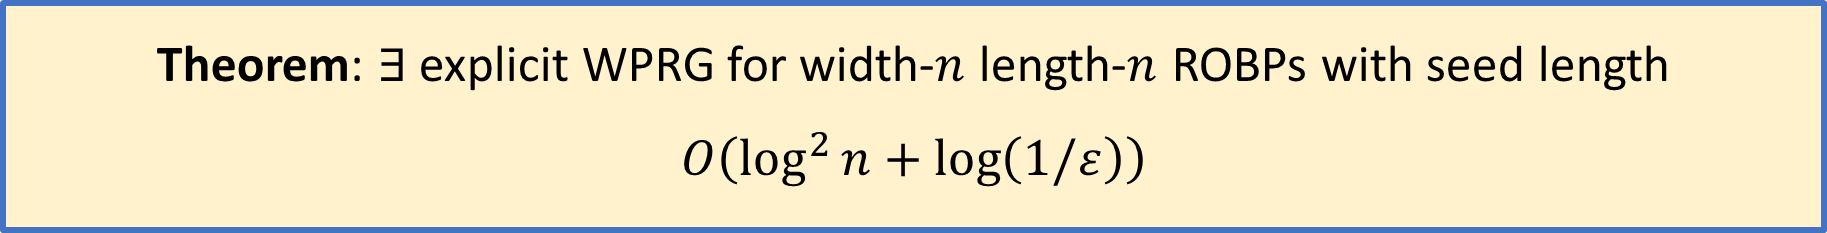 Theorem: ∃ explicit WPRG for width-𝑛 length-𝑛 ROBPs with seed length
𝑂(log² 𝑛 + log(1/𝜀))